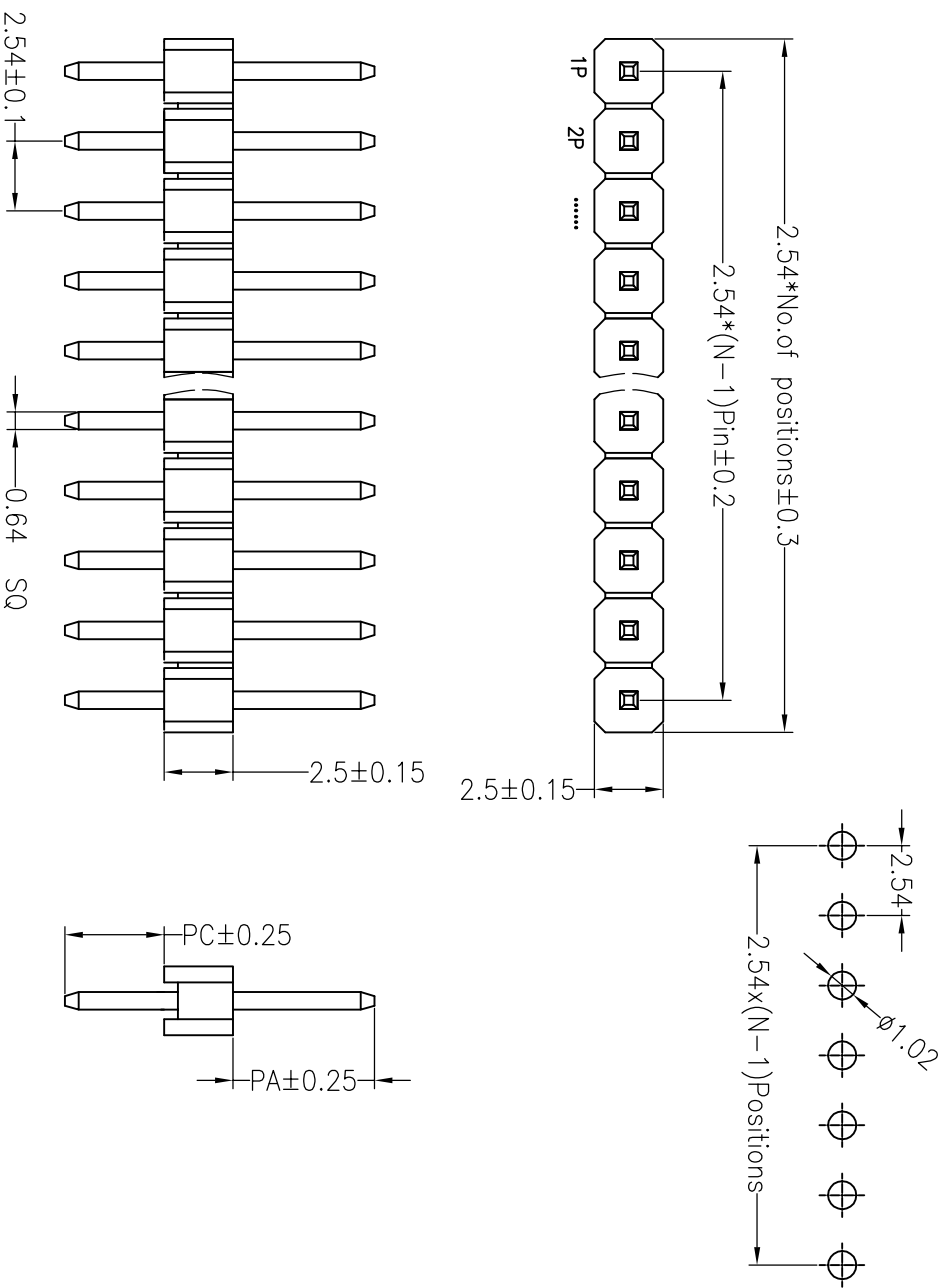 2.54*No.of positions±0.3
2.54*(N-1)Pin±0.2
1P
2P
......
2.5±0.15
2.54±0.1
0.64 SQ
2.5±0.15
2.54
ø1.02
2.54x(N-1)Positions
PC±0.25
PA±0.25